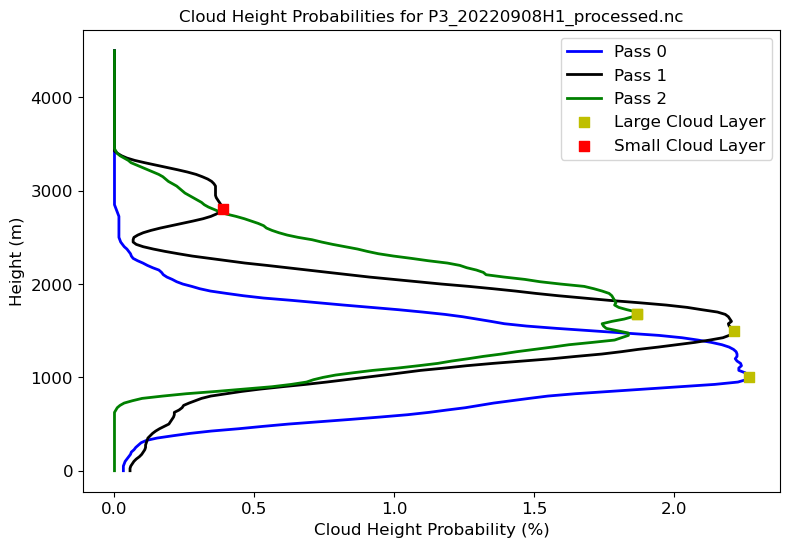 Cloud Height Probabilities for P3_20220908H1_processed.nc
Pass 0
Pass 1
Pass 2
Large Cloud Layer
Small Cloud Layer
Height (m)
4000
3000
2000
1000
0
0.0 0.5 1.0 1.5 2.0
Cloud Height Probability (%)